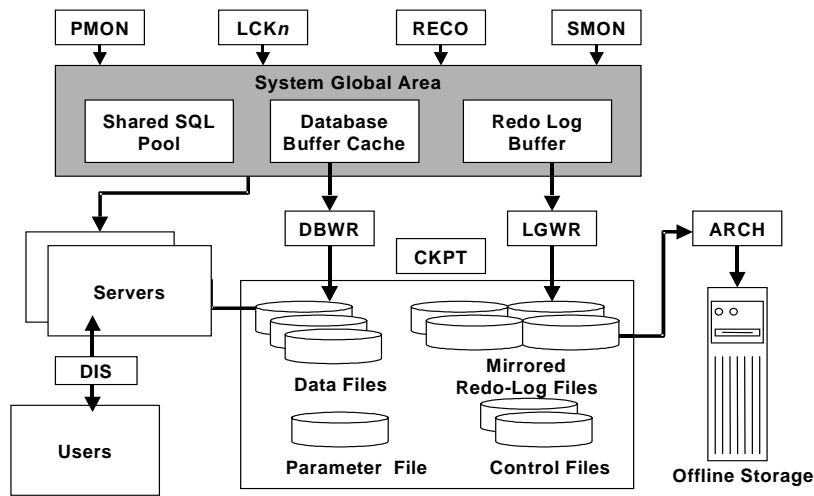 PMON
LCKn
RECO
SMON
System Global Area
Shared SQL
Pool
Database
Buffer Cache
Redo Log
Buffer
DBWR
LGWR
ARCH
CKPT
Servers
DIS
Users
Data Files
Mirrored
Redo-Log Files
Parameter File
Control Files
Offline Storage